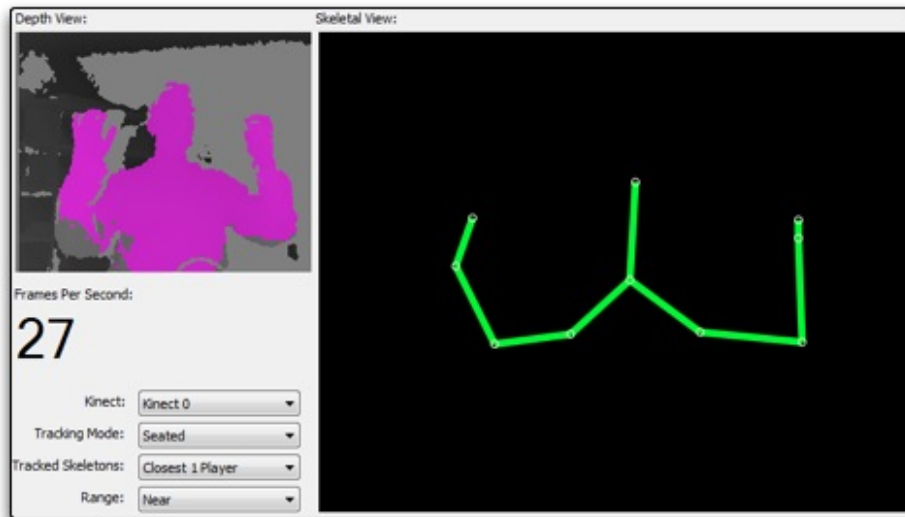 Depth View:
Skeletal View:
Frames Per Second:
27
Kinect: Kinect 0
Tracking Mode: Seated
Tracked Skeletons: Closest 1 Player
Range: Near